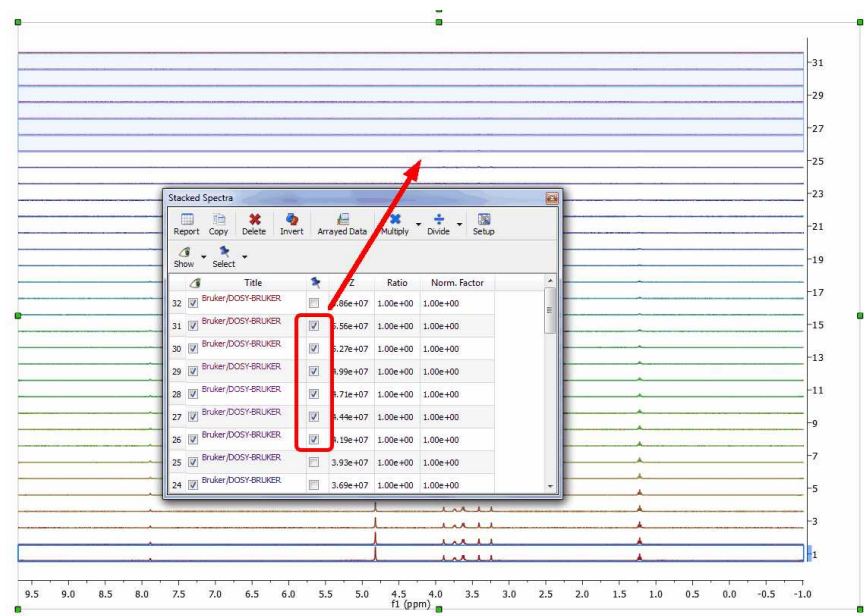 31
29
27
25
23
Stacked Spectra
Report Copy Delete Invert Arrayed Data Multiply Divide Setup
21
Show Select
19
Title Z Ratio Norm. Factor
17
32 Bruker/DOSY-BRUKER .86e+07 1.00e+00 1.00e+00
31 Bruker/DOSY-BRUKER .56e+07 1.00e+00 1.00e+00
15
30 Bruker/DOSY-BRUKER .27e+07 1.00e+00 1.00e+00
13
29 Bruker/DOSY-BRUKER .99e+07 1.00e+00 1.00e+00
28 Bruker/DOSY-BRUKER .71e+07 1.00e+00 1.00e+00
11
27 Bruker/DOSY-BRUKER .44e+07 1.00e+00 1.00e+00
9
26 Bruker/DOSY-BRUKER .19e+07 1.00e+00 1.00e+00
7
25 Bruker/DOSY-BRUKER 3.93e+07 1.00e+00 1.00e+00
24 Bruker/DOSY-BRUKER 3.69e+07 1.00e+00 1.00e+00
5
3
1
9.5 9.0 8.5 8.0 7.5 7.0 6.5 6.0 5.5 5.0 4.5 4.0 3.5 3.0 2.5 2.0 1.5 1.0 0.5 0.0 -0.5 -1.0
f1 (ppm)